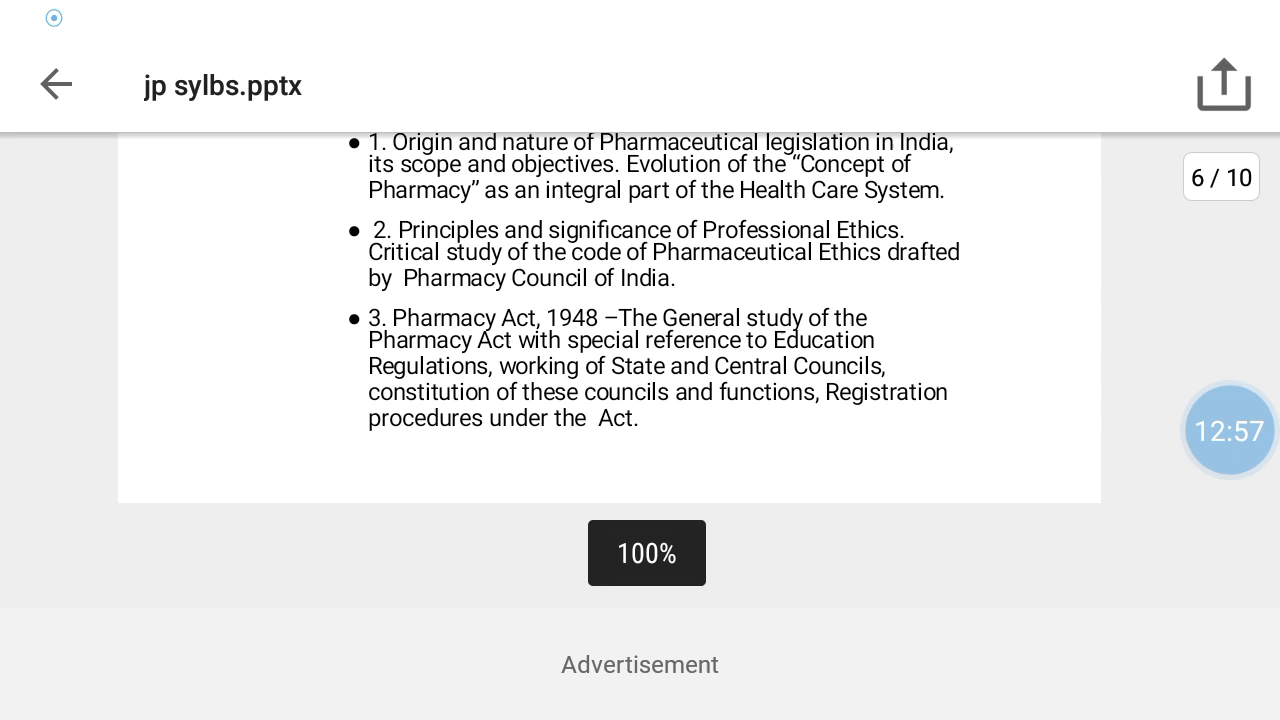 jp sylbs.pptx
● 1. Origin and nature of Pharmaceutical legislation in India,
its scope and objectives. Evolution of the “Concept of
Pharmacy” as an integral part of the Health Care System.
6 / 10
● 2. Principles and significance of Professional Ethics.
Critical study of the code of Pharmaceutical Ethics drafted
by  Pharmacy Council of India.
● 3. Pharmacy Act, 1948 –The General study of the
Pharmacy Act with special reference to Education
Regulations, working of State and Central Councils,
constitution of these councils and functions, Registration
procedures under the  Act.
12:57
100%
Advertisement